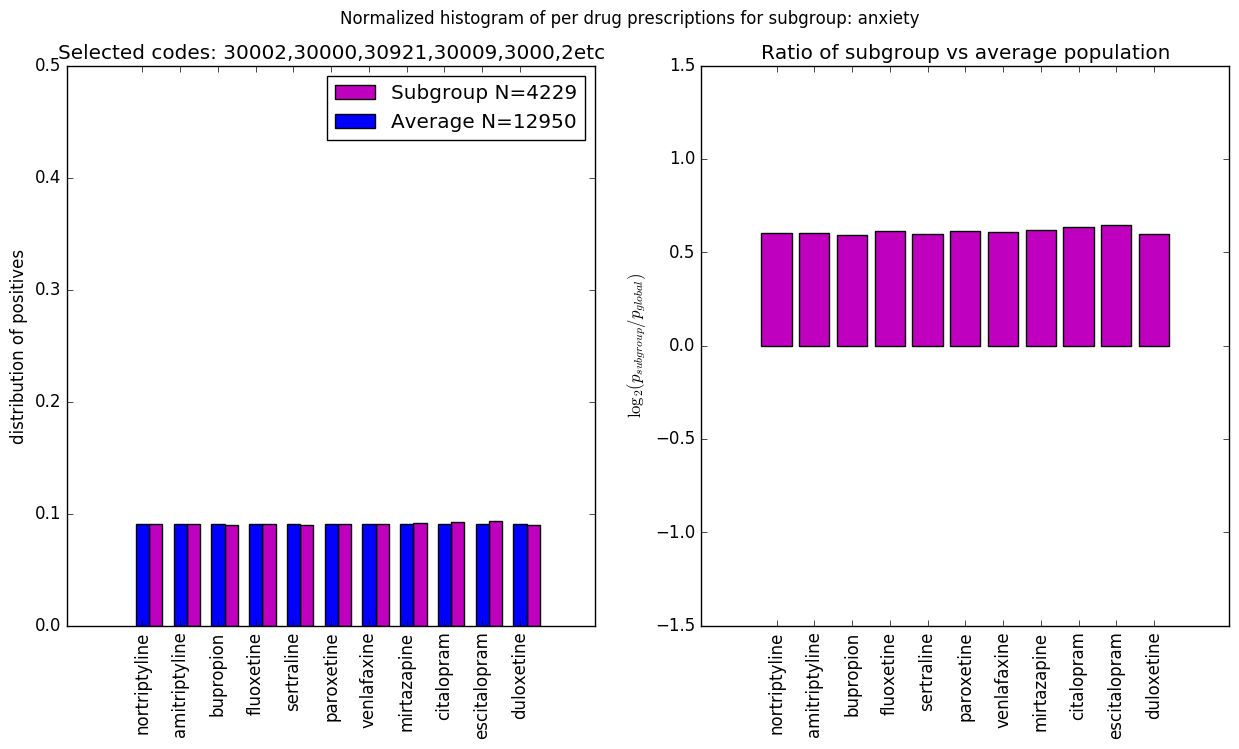 Normalized histogram of per drug prescriptions for subgroup: anxiety
Selected codes: 30002,30000,30921,30009,3000,2etc
0.5
0.4
0.3
0.2
0.1
0.0
distribution of positives
Subgroup N=4229
Average N=12950
nortriptyline
amitriptyline
bupropion
fluoxetine
sertraline
paroxetine
venlafaxine
mirtazapine
citalopram
escitalopram
duloxetine
Ratio of subgroup vs average population
1.5
1.0
0.5
0.0
−0.5
−1.0
−1.5
log₂(p_subgroup/p_global)
nortriptyline
amitriptyline
bupropion
fluoxetine
sertraline
paroxetine
venlafaxine
mirtazapine
citalopram
escitalopram
duloxetine